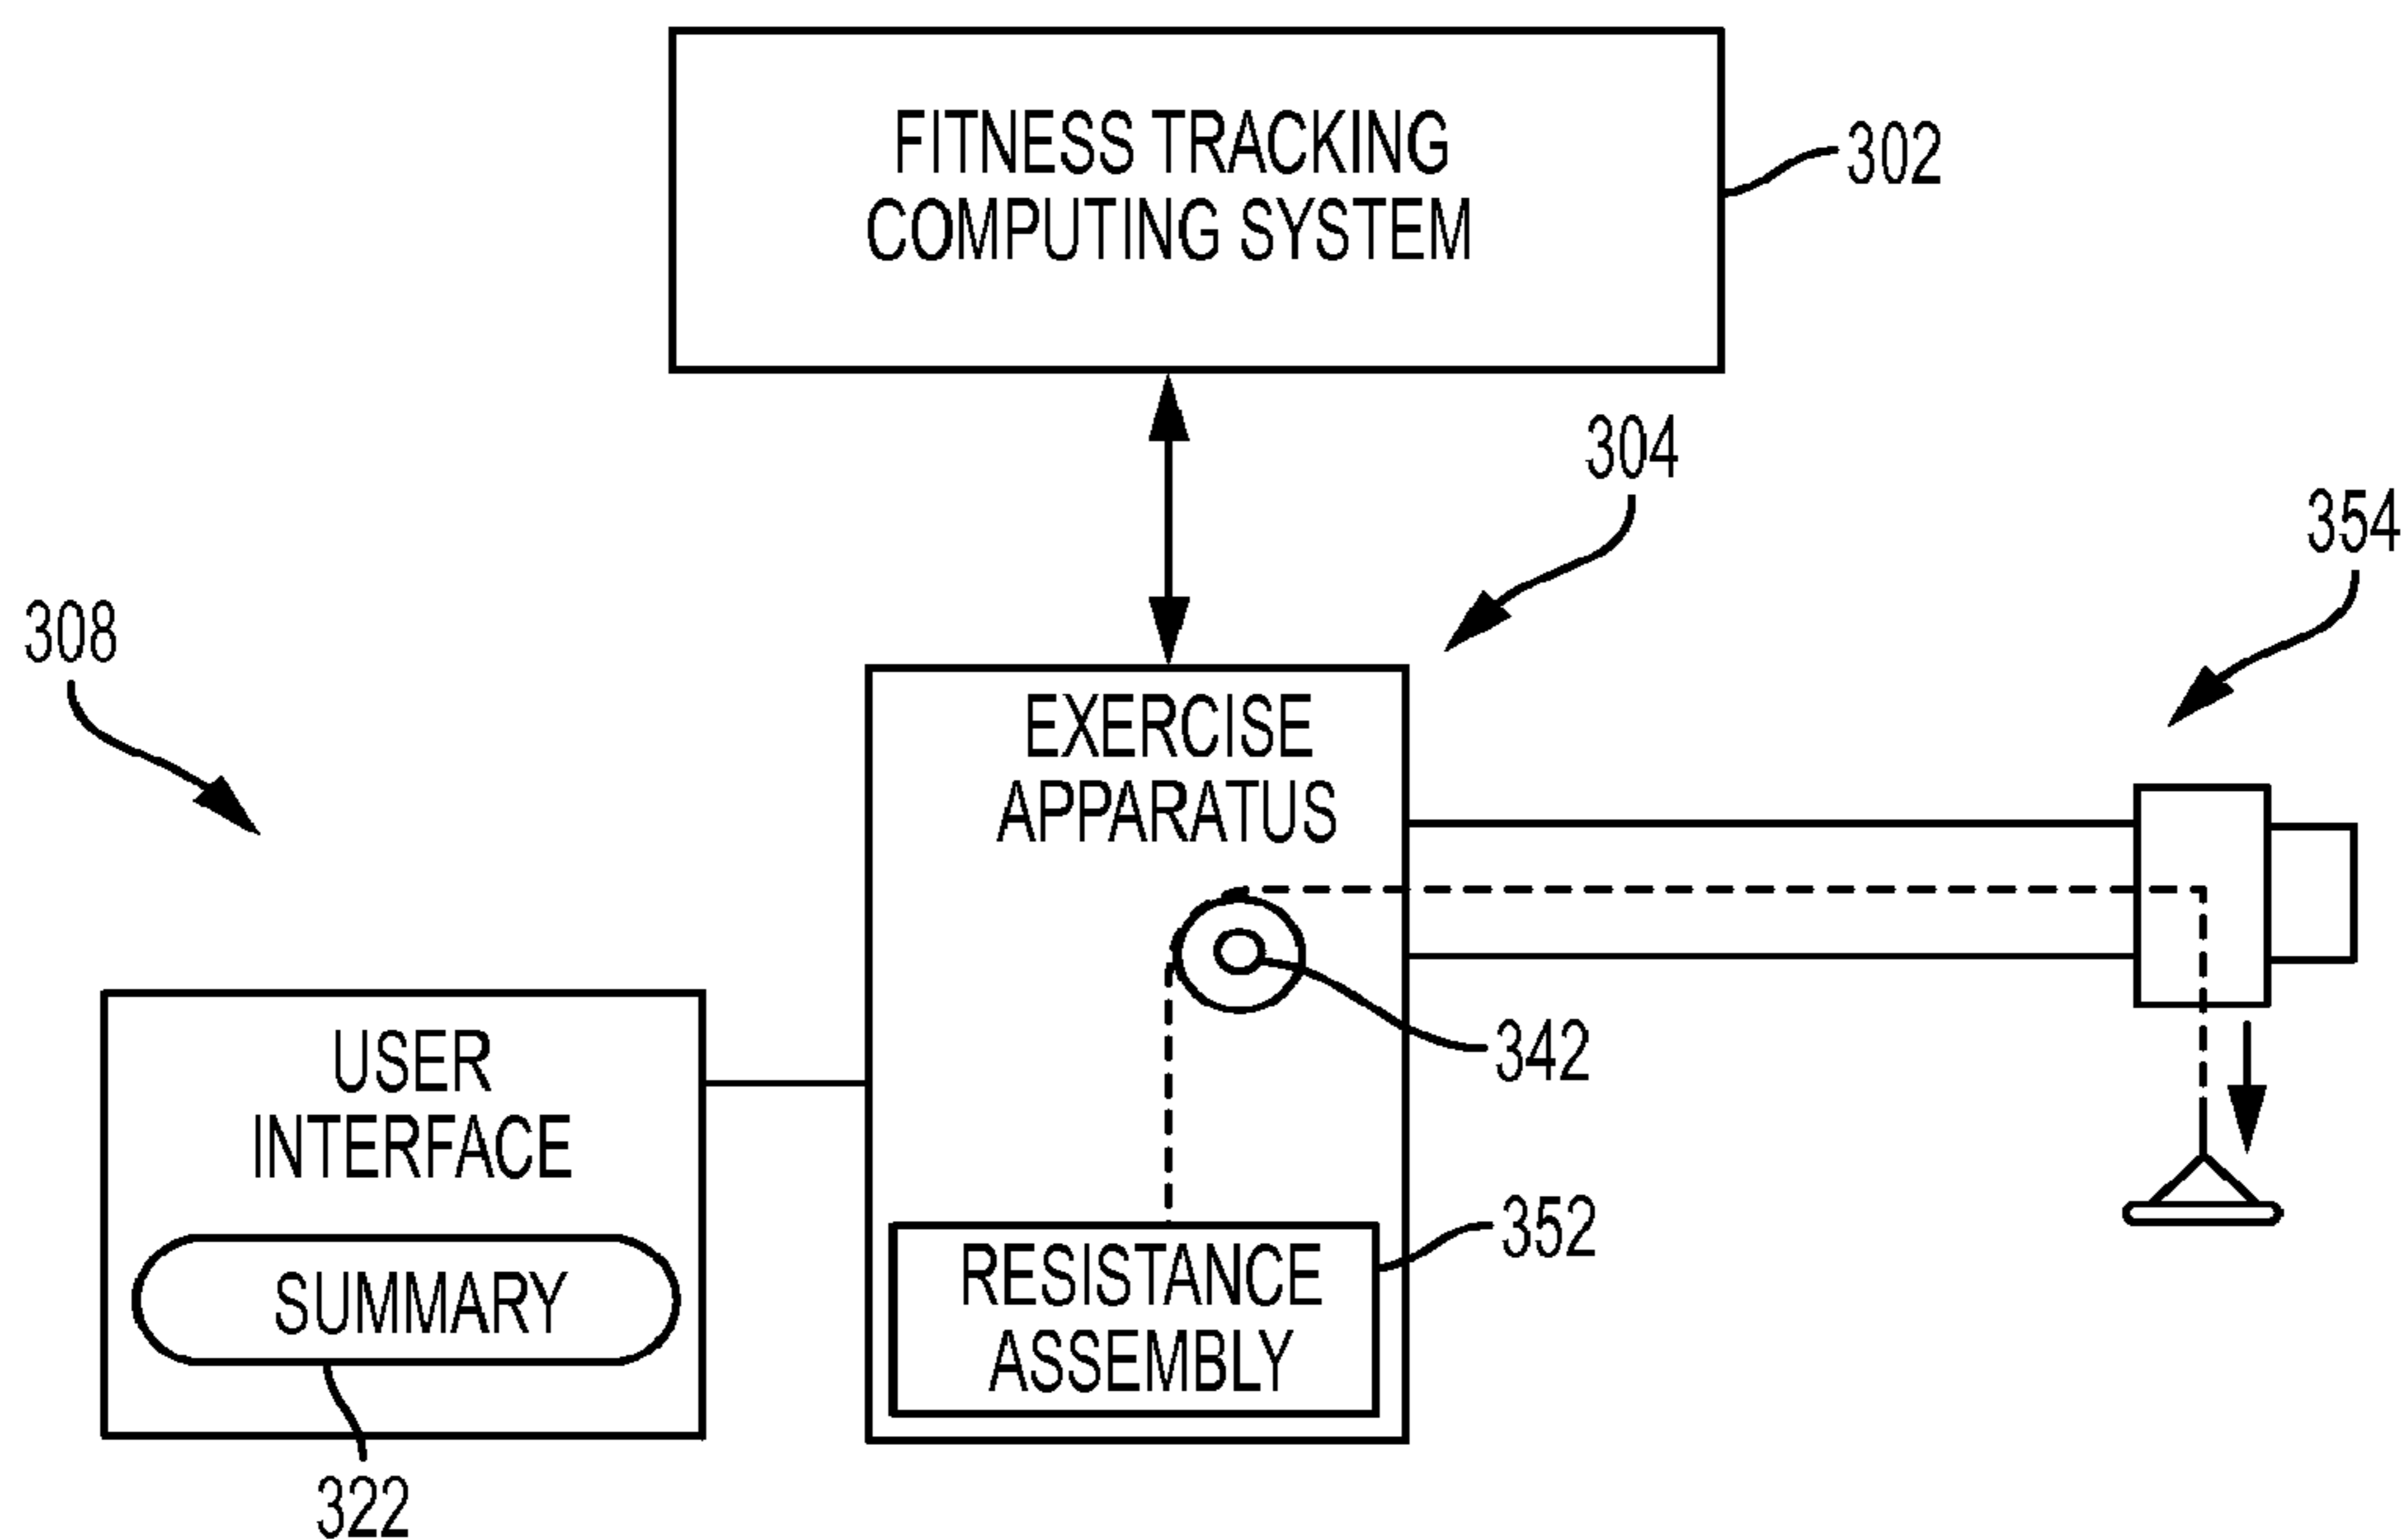 FITNESS TRACKING
COMPUTING SYSTEM
302
304
354
308
EXERCISE
APPARATUS
342
USER
INTERFACE
SUMMARY
322
352
RESISTANCE
ASSEMBLY